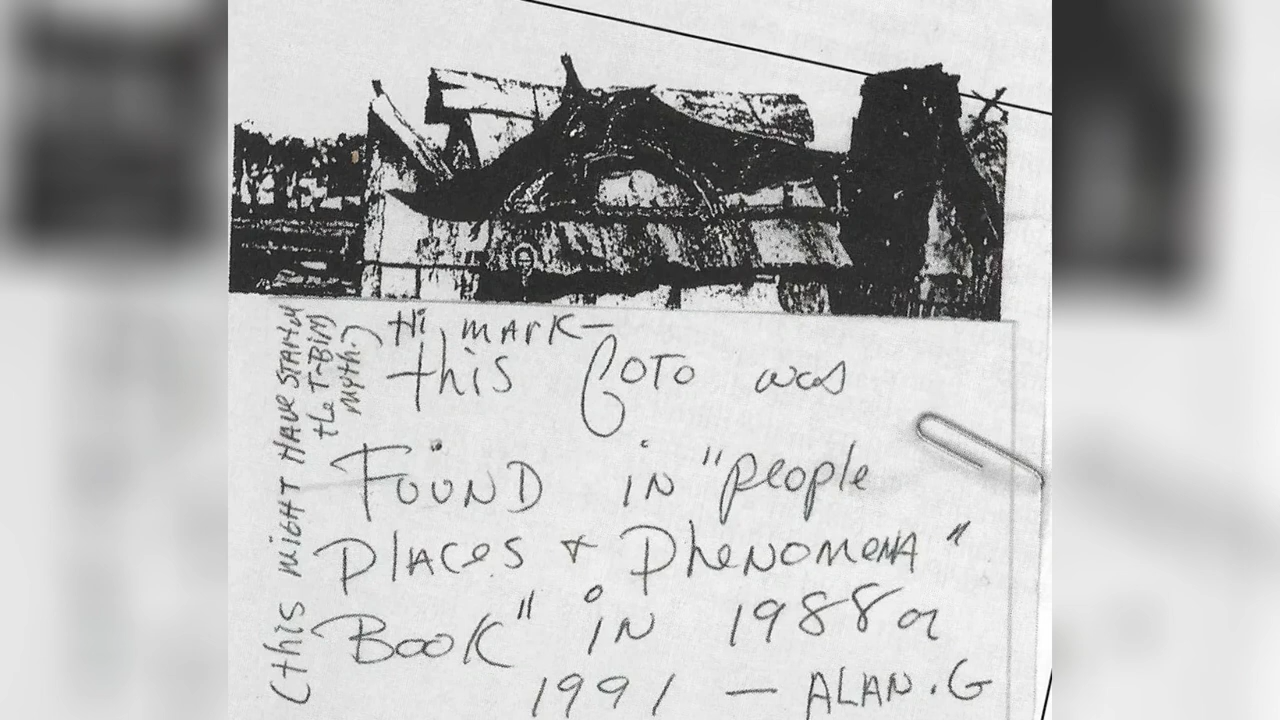 Hi, MARK—
this FOTO was
FOUND IN "People
Places + Phenomena"
Book" IN 1988 or
1991 — ALAN.G
(this might HAVE STARTED
the T-BIM
myth.)